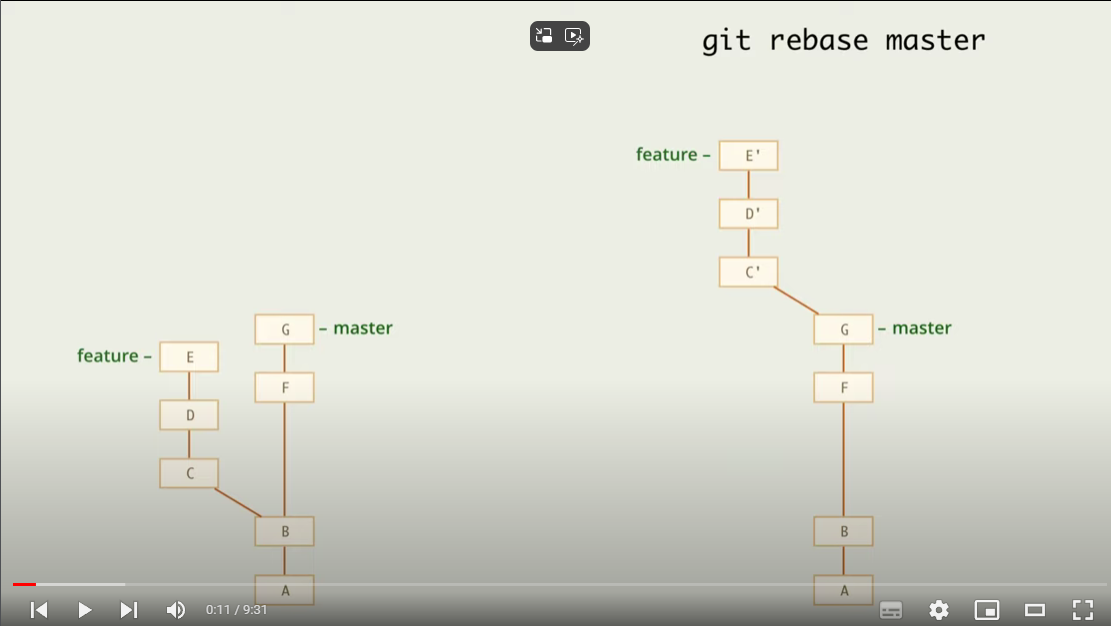 git rebase master
feature –
E'
D'
C'
G
– master
F
B
A
G
– master
feature –
E
F
D
C
B
A
0:11 / 9:31